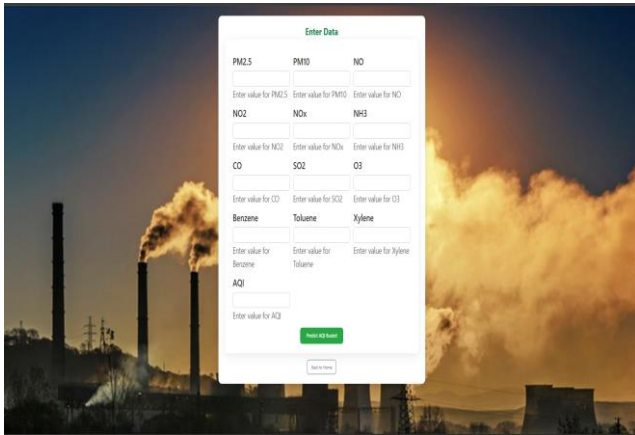 Enter Data
PM2.5 PM10 NO
Enter value for PM2.5 Enter value for PM10 Enter value for NO
NO2 NOx NH3
Enter value for NO2 Enter value for NOx Enter value for NH3
CO SO2 O3
Enter value for CO Enter value for SO2 Enter value for O3
Benzene Toluene Xylene
Enter value for Benzene Enter value for Toluene Enter value for Xylene
AQI
Enter value for AQI
Predict AQI Bucket
Back to Home